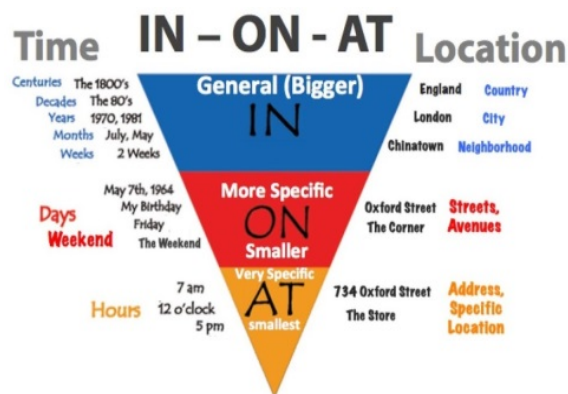 IN – ON - AT
Time
Location
Centuries The 1800's
Decades The 80's
Years 1970, 1981
Months July, May
Weeks 2 Weeks
General (Bigger)
IN
England Country
London City
Chinatown Neighborhood
May 7th, 1964
My Birthday
Friday
The Weekend
Days
Weekend
More Specific
ON
Smaller
Oxford Street
The Corner
Streets,
Avenues
7 am
12 o'clock
5 pm
Hours
Very Specific
AT
smallest
734 Oxford Street
The Store
Address,
Specific
Location